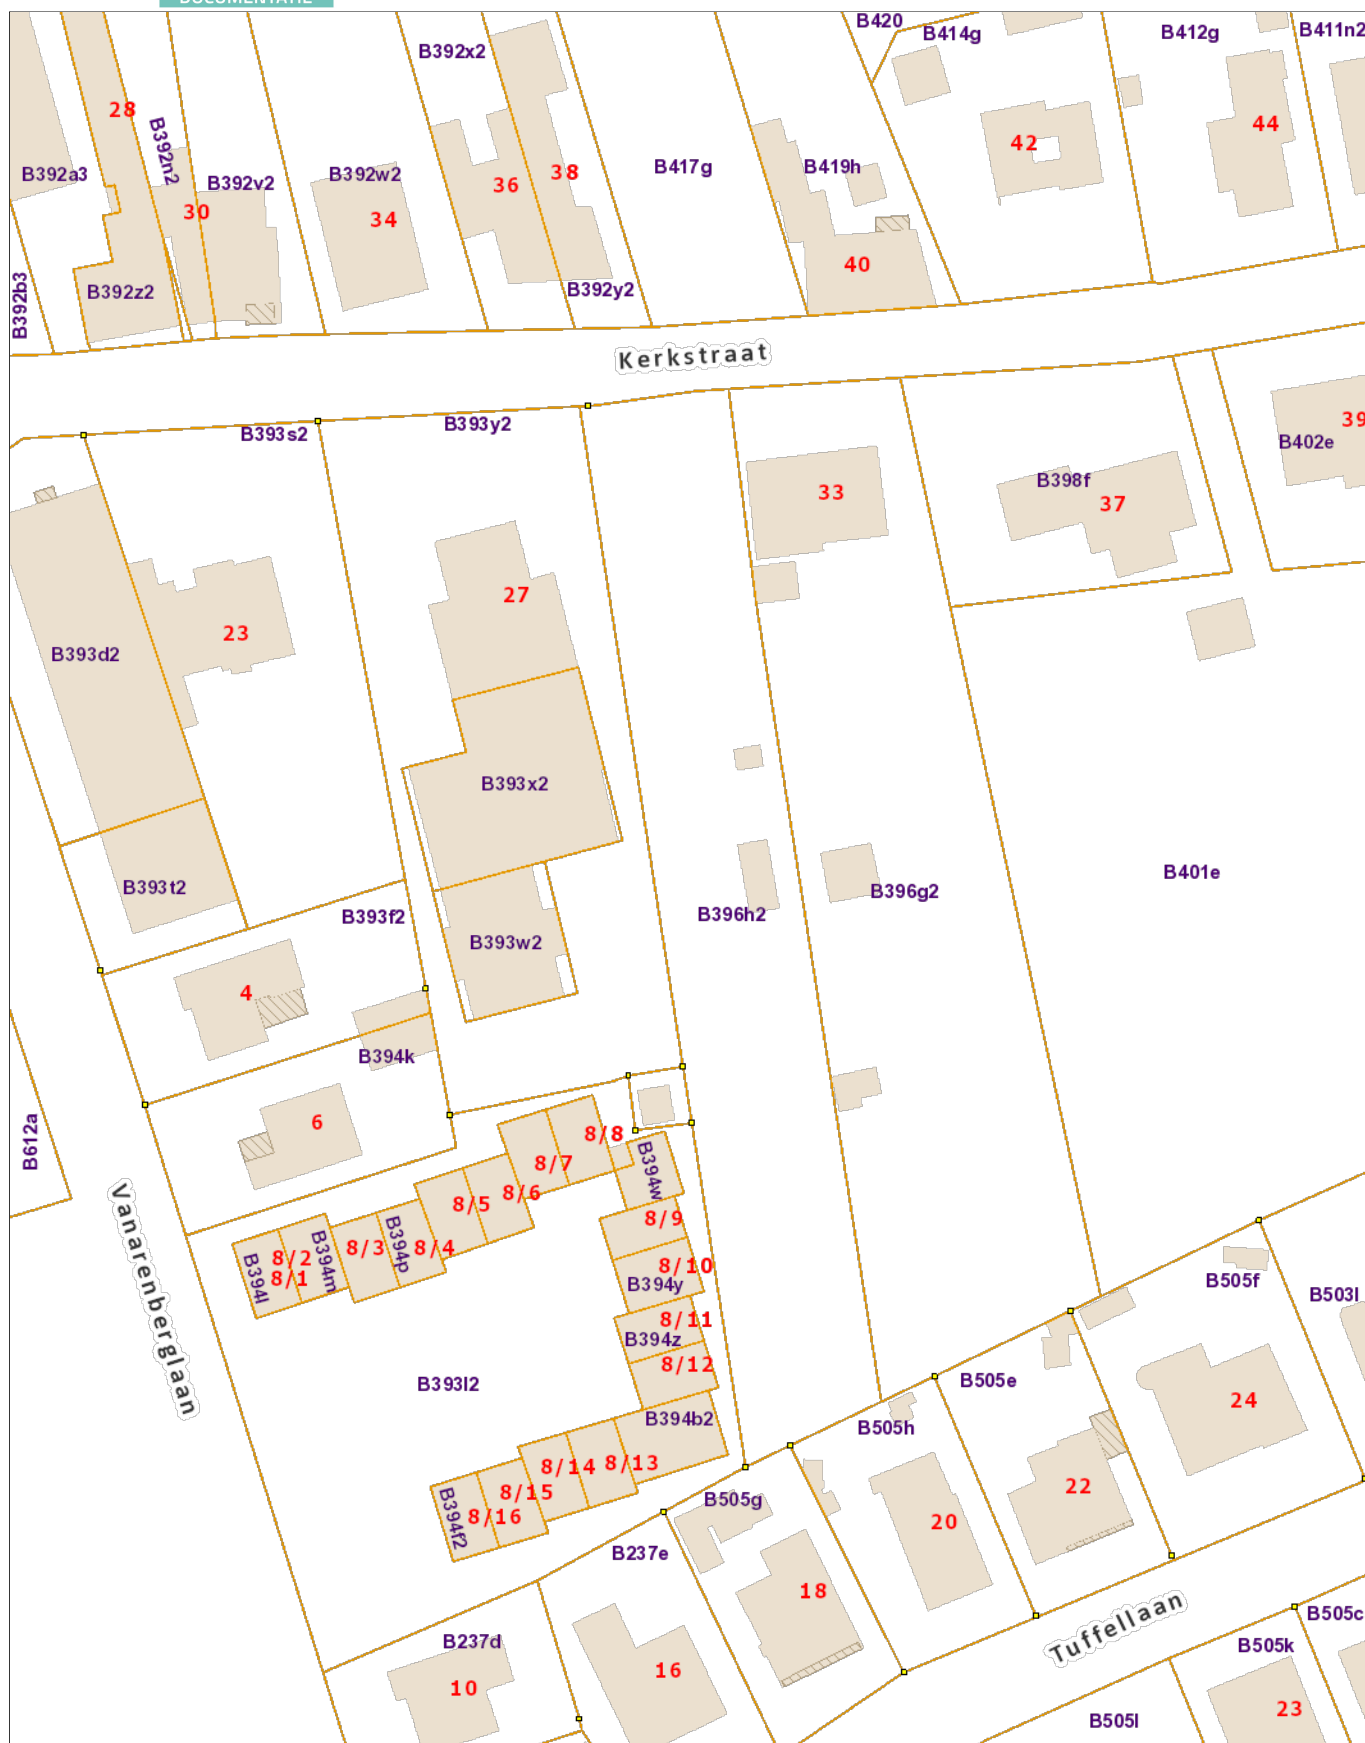 DOCUMENTATIE
B420
B414g
B412g
B411n2
B392x2
28
B392n2
44
42
B392a3
B392v2
B392w2
36
38
B417g
B419h
30
34
40
B392b3
B392z2
B392y2
Kerkstraat
B393s2
B393y2
39
B402e
33
B398f
37
27
23
B393d2
B393x2
B401e
B393t2
B393f2
B396h2
B396g2
B393w2
4
B394k
6
B612a
8/8
8/7
B394w
8/6
8/5
8/9
Vanarenberglaan
8/4
8/3
B394p
8/2
8/1
B394m
B394l
8/10
B394y
B505f
B503l
8/11
B394z
8/12
B393l2
B505e
24
B394b2
B505h
8/13
8/14
8/15
8/16
B394f2
B505g
22
20
B237e
18
Tuffellaan
B505c
B505k
B237d
16
10
23
B505l